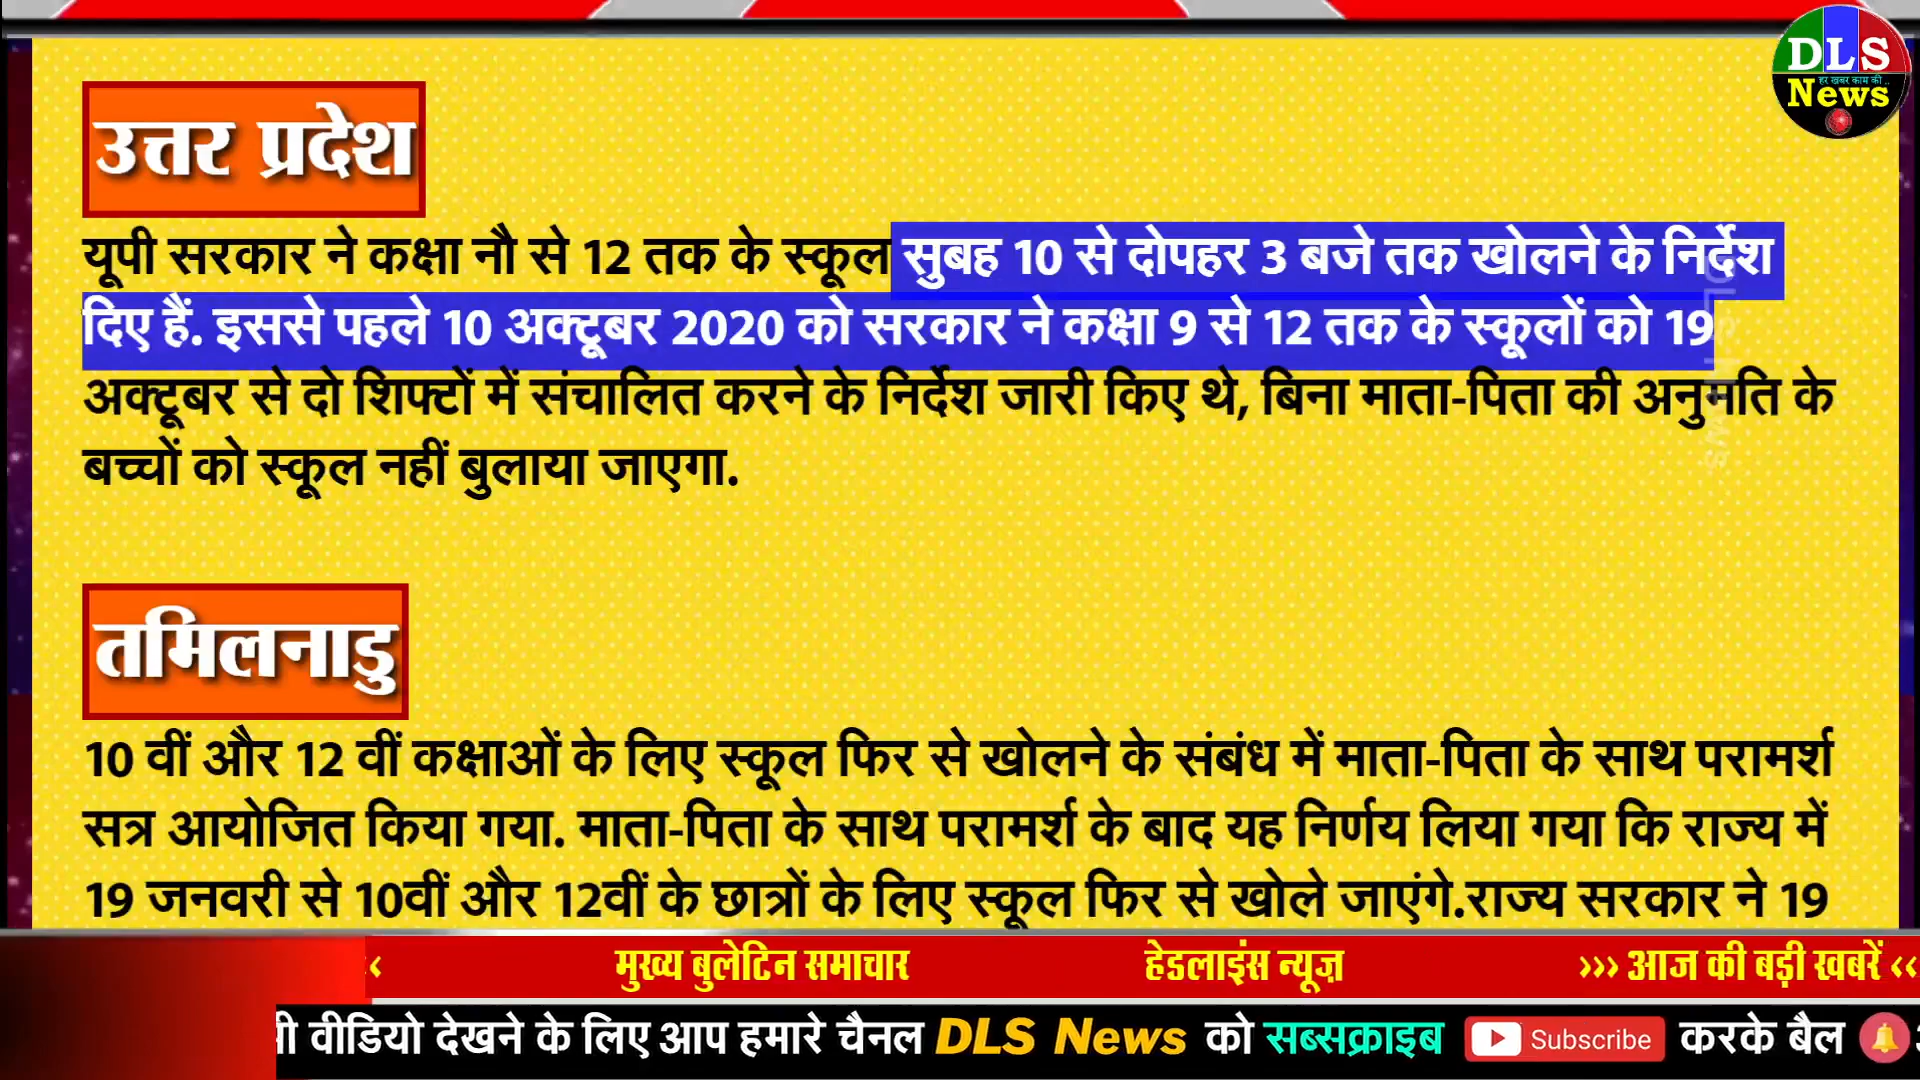 DLS
हर खबर काम की..
News
उत्तर प्रदेश
यूपी सरकार ने कक्षा नौ से 12 तक के स्कूल सुबह 10 से दोपहर 3 बजे तक खोलने के निर्देश
दिए हैं. इससे पहले 10 अक्टूबर 2020 को सरकार ने कक्षा 9 से 12 तक के स्कूलों को 19
अक्टूबर से दो शिफ्टों में संचालित करने के निर्देश जारी किए थे, बिना माता-पिता की अनुमति के
बच्चों को स्कूल नहीं बुलाया जाएगा.
DLS News
तमिलनाडु
10 वीं और 12 वीं कक्षाओं के लिए स्कूल फिर से खोलने के संबंध में माता-पिता के साथ परामर्श
सत्र आयोजित किया गया. माता-पिता के साथ परामर्श के बाद यह निर्णय लिया गया कि राज्य में
19 जनवरी से 10वीं और 12वीं के छात्रों के लिए स्कूल फिर से खोले जाएंगे.राज्य सरकार ने 19
‹ मुख्य बुलेटिन समाचार हेडलाइंस न्यूज़ ››› आज की बड़ी खबरें ‹‹
वीडियो देखने के लिए आप हमारे चैनल DLS News को सब्सक्राइब Subscribe करके बैल